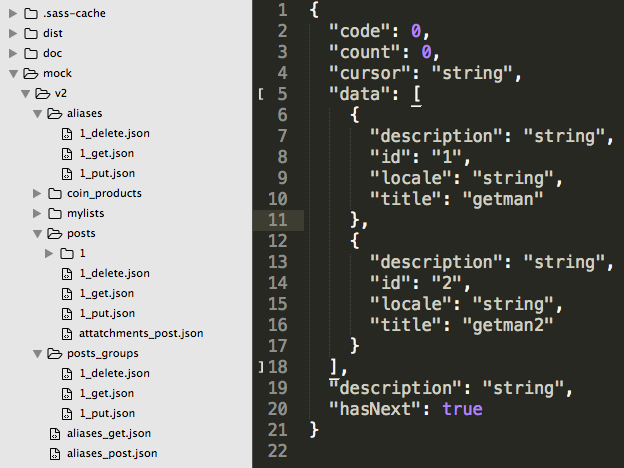 .sass-cache
dist
doc
mock
v2
aliases
1_delete.json
1_get.json
1_put.json
coin_products
mylists
posts
1
1_delete.json
1_get.json
1_put.json
attatchments_post.json
posts_groups
1_delete.json
1_get.json
1_put.json
aliases_get.json
aliases_post.json
1 {
2 "code": 0,
3 "count": 0,
4 "cursor": "string",
5 "data": [
6 {
7 "description": "string",
8 "id": "1",
9 "locale": "string",
10 "title": "getman"
11 },
12 {
13 "description": "string",
14 "id": "2",
15 "locale": "string",
16 "title": "getman2"
17 }
18 ],
19 "description": "string",
20 "hasNext": true
21 }
22